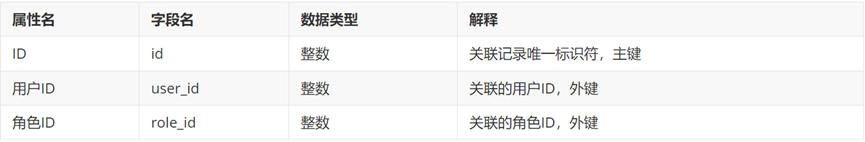 属性名 字段名 数据类型 解释
ID id 整数 关联记录唯一标识符，主键
用户ID user_id 整数 关联的用户ID，外键
角色ID role_id 整数 关联的角色ID，外键